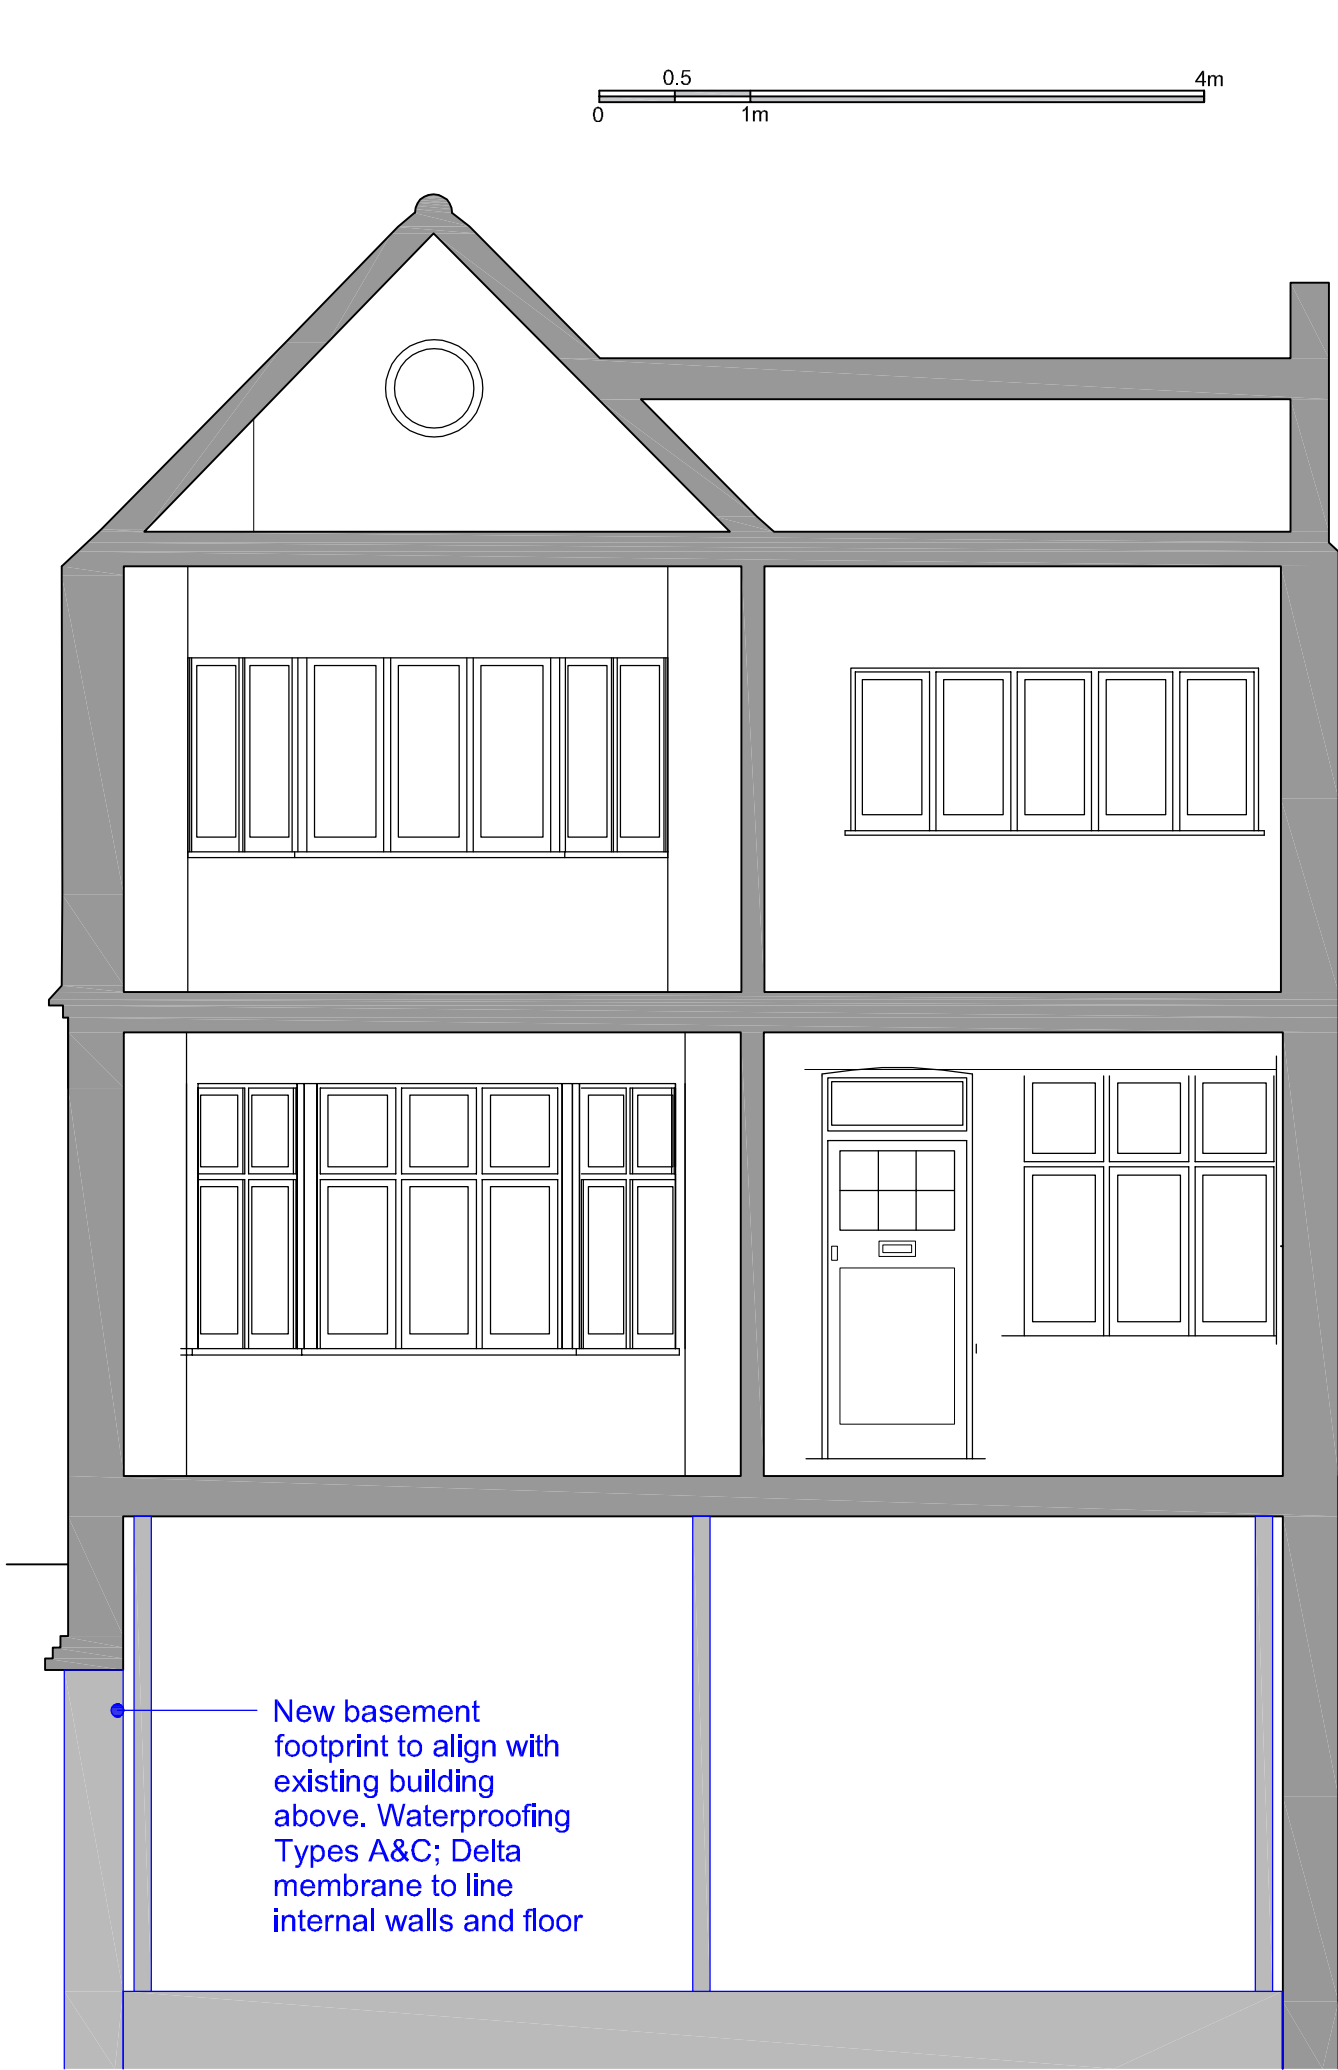 0.5 4m
0 1m
New basement
footprint to align with
existing building
above. Waterproofing
Types A&C; Delta
membrane to line
internal walls and floor